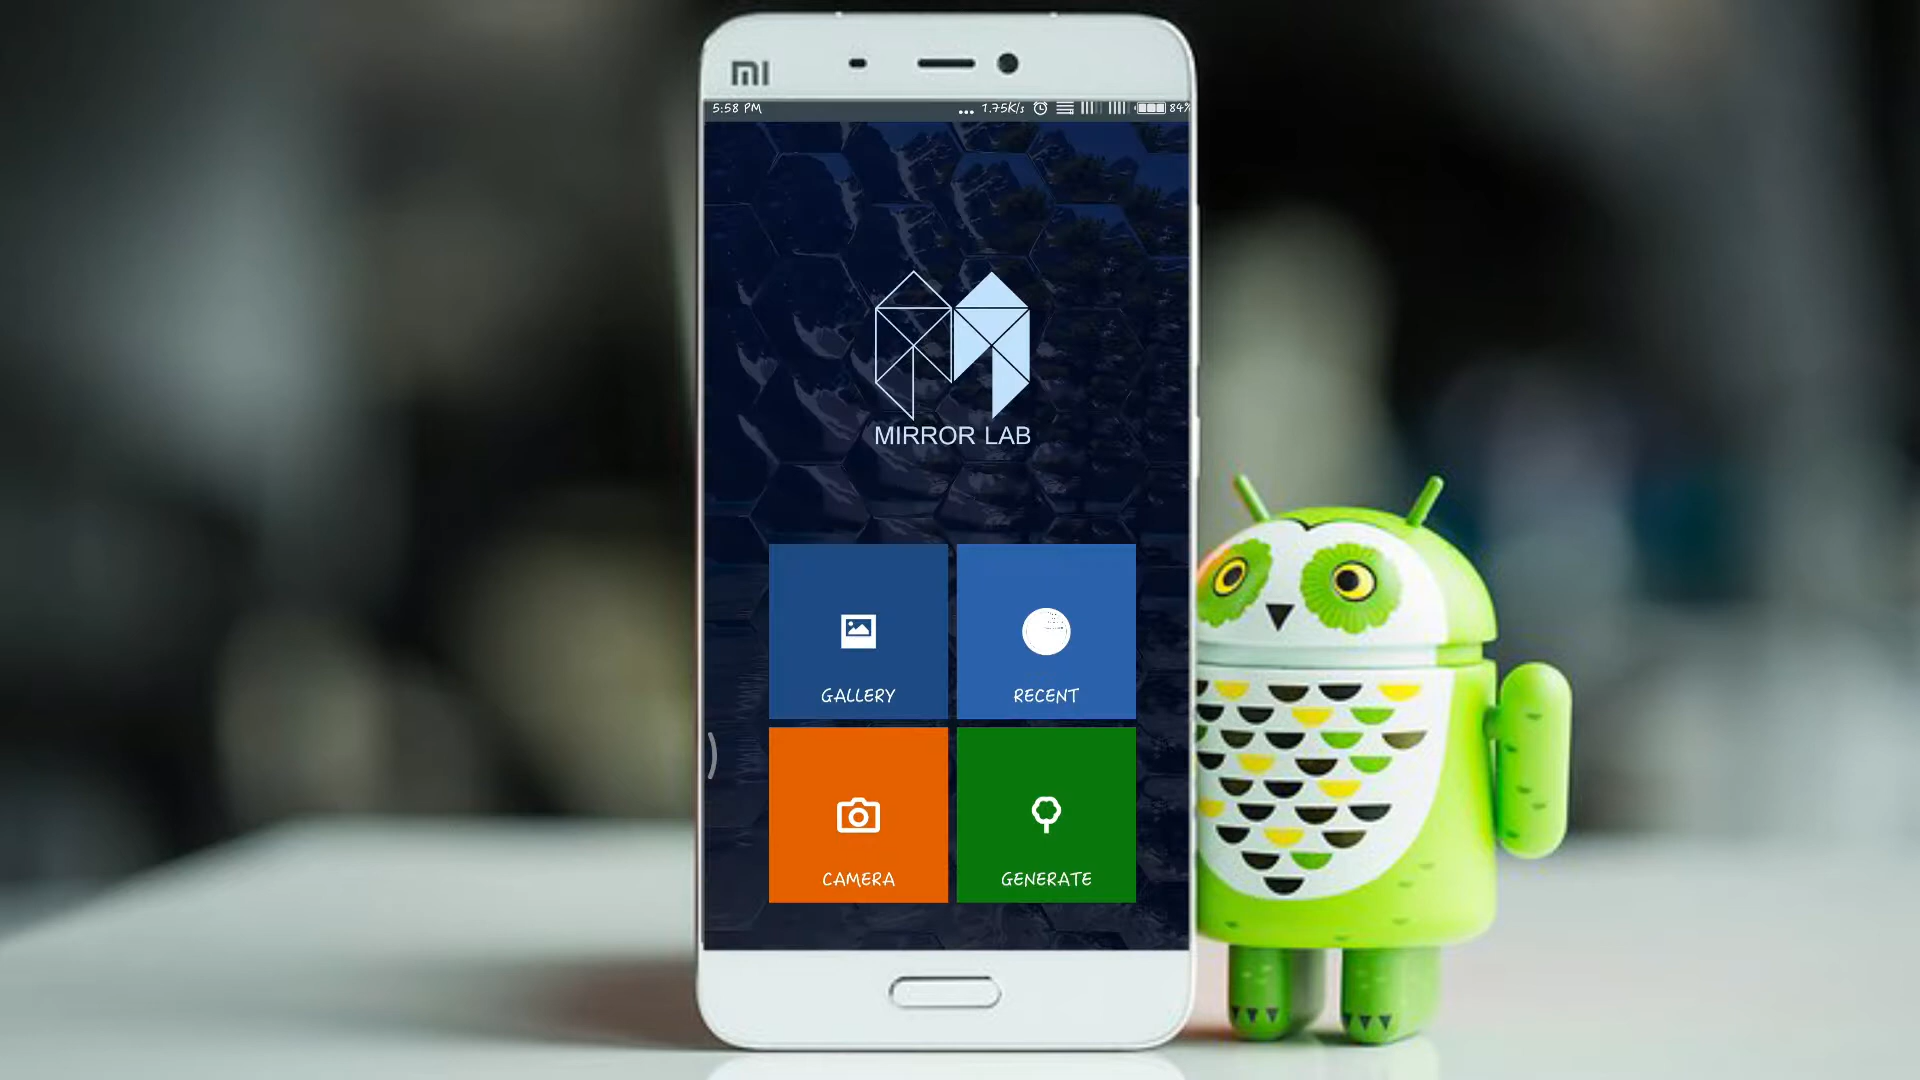 MI
5:58 PM ... 1.75K/s 84%
MIRROR LAB
GALLERY RECENT
CAMERA GENERATE